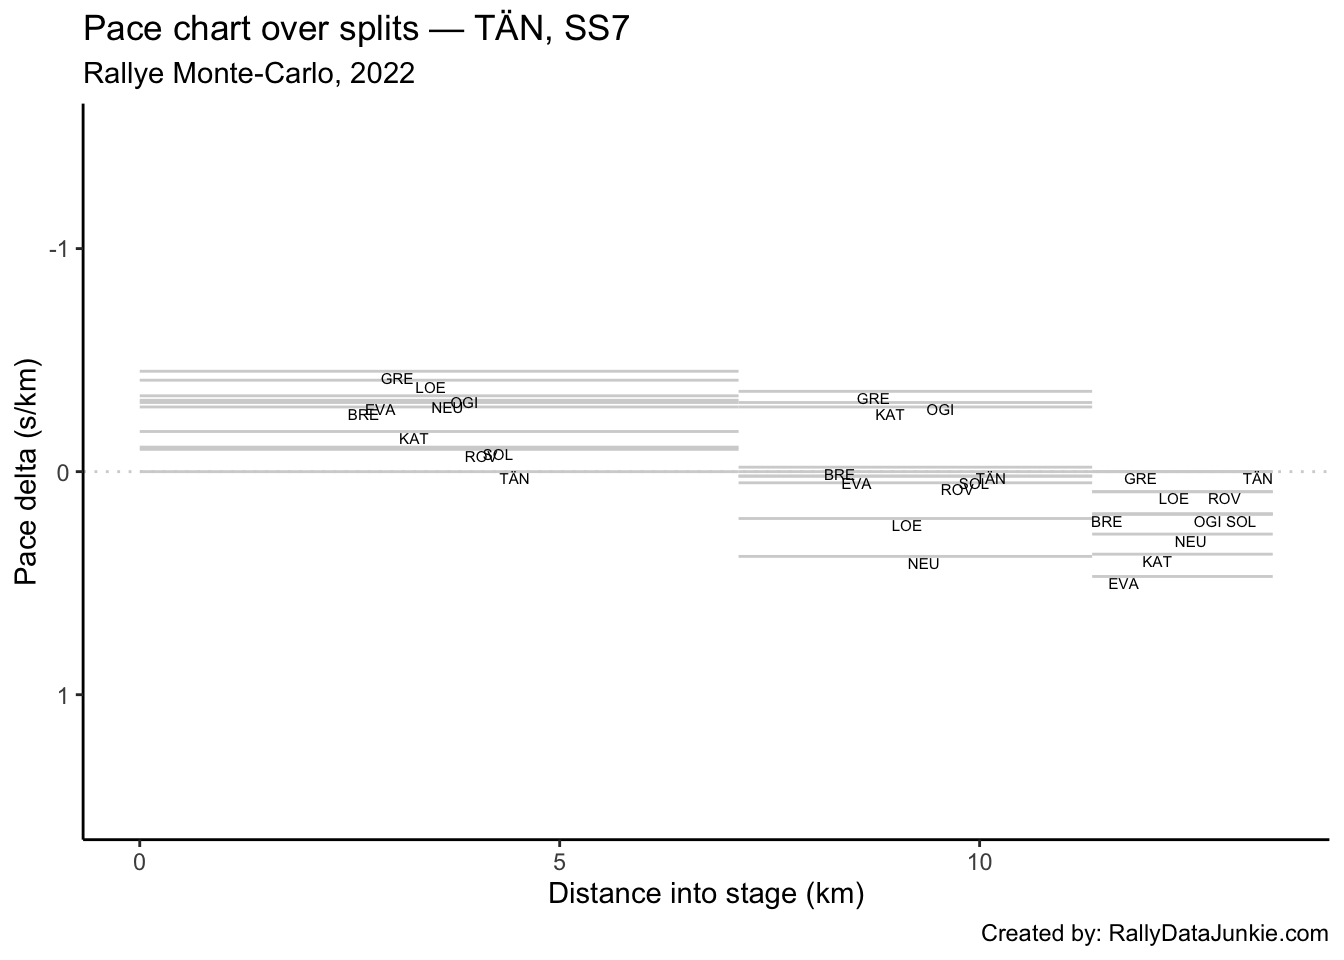 Pace chart over splits — TÄN, SS7
Rallye Monte-Carlo, 2022
Pace delta (s/km)
-1
0
1
GRE
LOE
OGI
NEU
EVA
BRE
KAT
SOL
ROV
TÄN
GRE
OGI
KAT
BRE
TÄN
EVA
SOL
ROV
LOE
NEU
GRE TÄN
LOE ROV
BRE OGI SOL
NEU
KAT
EVA
0 5 10
Distance into stage (km)
Created by: RallyDataJunkie.com